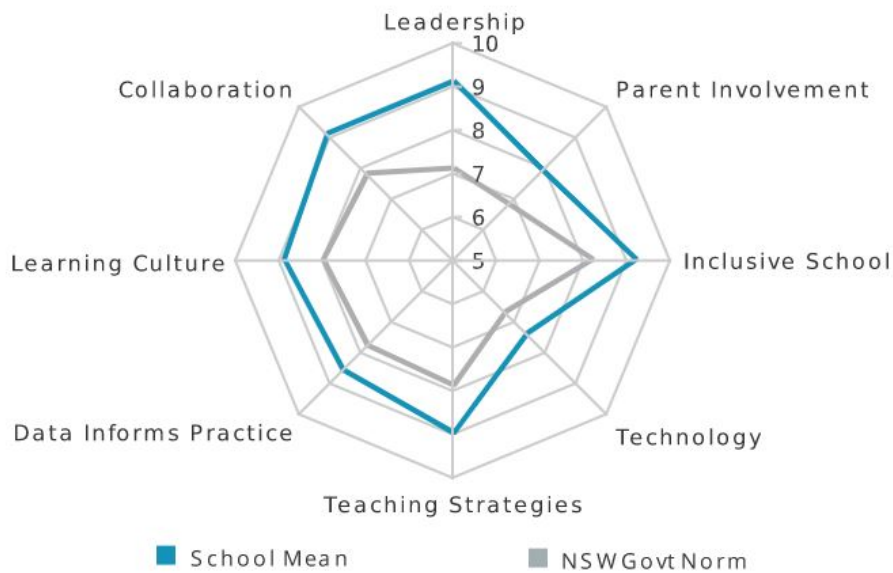 Leadership
10
Collaboration
Parent Involvement
9
8
7
6
Learning Culture
5
Inclusive School
Data Informs Practice
Technology
Teaching Strategies
School Mean
NSW Govt Norm